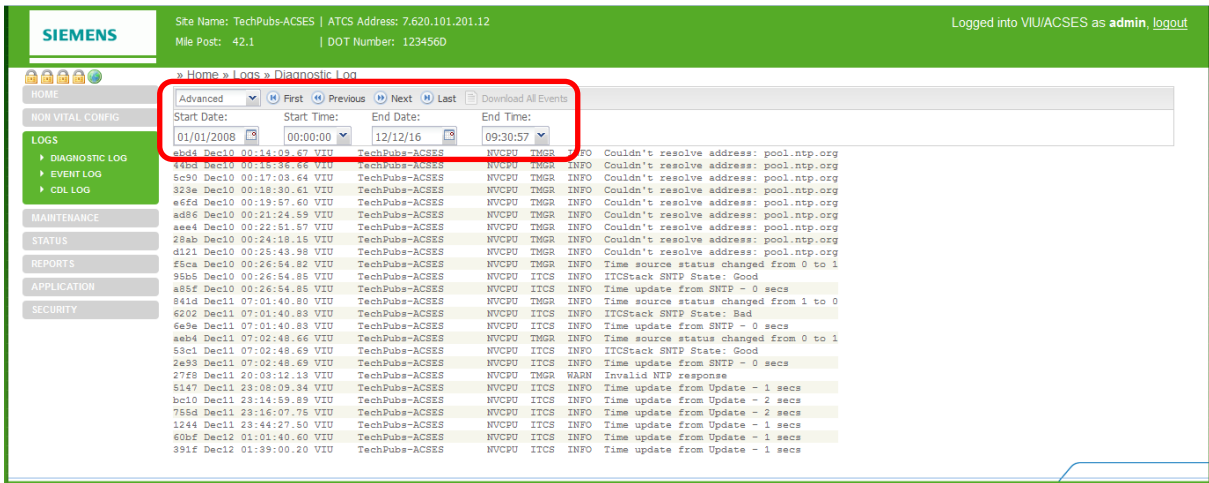 SIEMENS
Site Name: TechPubs-ACSES | ATCS Address: 7.620.101.201.12
Mile Post: 42.1 | DOT Number: 123456D
Logged into VIU/ACSES as admin, logout
» Home » Logs » Diagnostic Log
HOME
NON VITAL CONFIG
LOGS
DIAGNOSTIC LOG
EVENT LOG
CDL LOG
MAINTENANCE
STATUS
REPORTS
APPLICATION
SECURITY
Advanced First Previous Next Last Download All Events
Start Date: Start Time: End Date: End Time:
01/01/2008 00:00:00 12/12/16 09:30:57
ebd4 Dec10 00:14:09.67 VIU TechPubs-ACSES NVCPU TMGR INFO Couldn't resolve address: pool.ntp.org
44bd Dec10 00:15:36.66 VIU TechPubs-ACSES NVCPU TMGR INFO Couldn't resolve address: pool.ntp.org
5c90 Dec10 00:17:03.64 VIU TechPubs-ACSES NVCPU TMGR INFO Couldn't resolve address: pool.ntp.org
323e Dec10 00:18:30.61 VIU TechPubs-ACSES NVCPU TMGR INFO Couldn't resolve address: pool.ntp.org
e6fd Dec10 00:19:57.60 VIU TechPubs-ACSES NVCPU TMGR INFO Couldn't resolve address: pool.ntp.org
ad86 Dec10 00:21:24.59 VIU TechPubs-ACSES NVCPU TMGR INFO Couldn't resolve address: pool.ntp.org
aee4 Dec10 00:22:51.57 VIU TechPubs-ACSES NVCPU TMGR INFO Couldn't resolve address: pool.ntp.org
28ab Dec10 00:24:18.15 VIU TechPubs-ACSES NVCPU TMGR INFO Couldn't resolve address: pool.ntp.org
d121 Dec10 00:25:43.98 VIU TechPubs-ACSES NVCPU TMGR INFO Couldn't resolve address: pool.ntp.org
f5ca Dec10 00:26:54.82 VIU TechPubs-ACSES NVCPU TMGR INFO Time source status changed from 0 to 1
95b5 Dec10 00:26:54.85 VIU TechPubs-ACSES NVCPU ITCS INFO ITCStack SNTP State: Good
a85f Dec10 00:26:54.85 VIU TechPubs-ACSES NVCPU ITCS INFO Time update from SNTP - 0 secs
841d Dec11 07:01:40.80 VIU TechPubs-ACSES NVCPU TMGR INFO Time source status changed from 1 to 0
6202 Dec11 07:01:40.83 VIU TechPubs-ACSES NVCPU ITCS INFO ITCStack SNTP State: Bad
6e9e Dec11 07:01:40.83 VIU TechPubs-ACSES NVCPU ITCS INFO Time update from SNTP - 0 secs
aeb4 Dec11 07:02:48.66 VIU TechPubs-ACSES NVCPU TMGR INFO Time source status changed from 0 to 1
53c1 Dec11 07:02:48.69 VIU TechPubs-ACSES NVCPU ITCS INFO ITCStack SNTP State: Good
2e93 Dec11 07:02:48.69 VIU TechPubs-ACSES NVCPU ITCS INFO Time update from SNTP - 0 secs
27f8 Dec11 20:03:12.13 VIU TechPubs-ACSES NVCPU TMGR WARN Invalid NTP response
5147 Dec11 23:08:09.34 VIU TechPubs-ACSES NVCPU ITCS INFO Time update from Update - 1 secs
bc10 Dec11 23:14:59.89 VIU TechPubs-ACSES NVCPU ITCS INFO Time update from Update - 2 secs
755d Dec11 23:16:07.75 VIU TechPubs-ACSES NVCPU ITCS INFO Time update from Update - 2 secs
1244 Dec11 23:44:27.50 VIU TechPubs-ACSES NVCPU ITCS INFO Time update from Update - 1 secs
60bf Dec12 01:01:40.60 VIU TechPubs-ACSES NVCPU ITCS INFO Time update from Update - 1 secs
391f Dec12 01:39:00.20 VIU TechPubs-ACSES NVCPU ITCS INFO Time update from Update - 1 secs